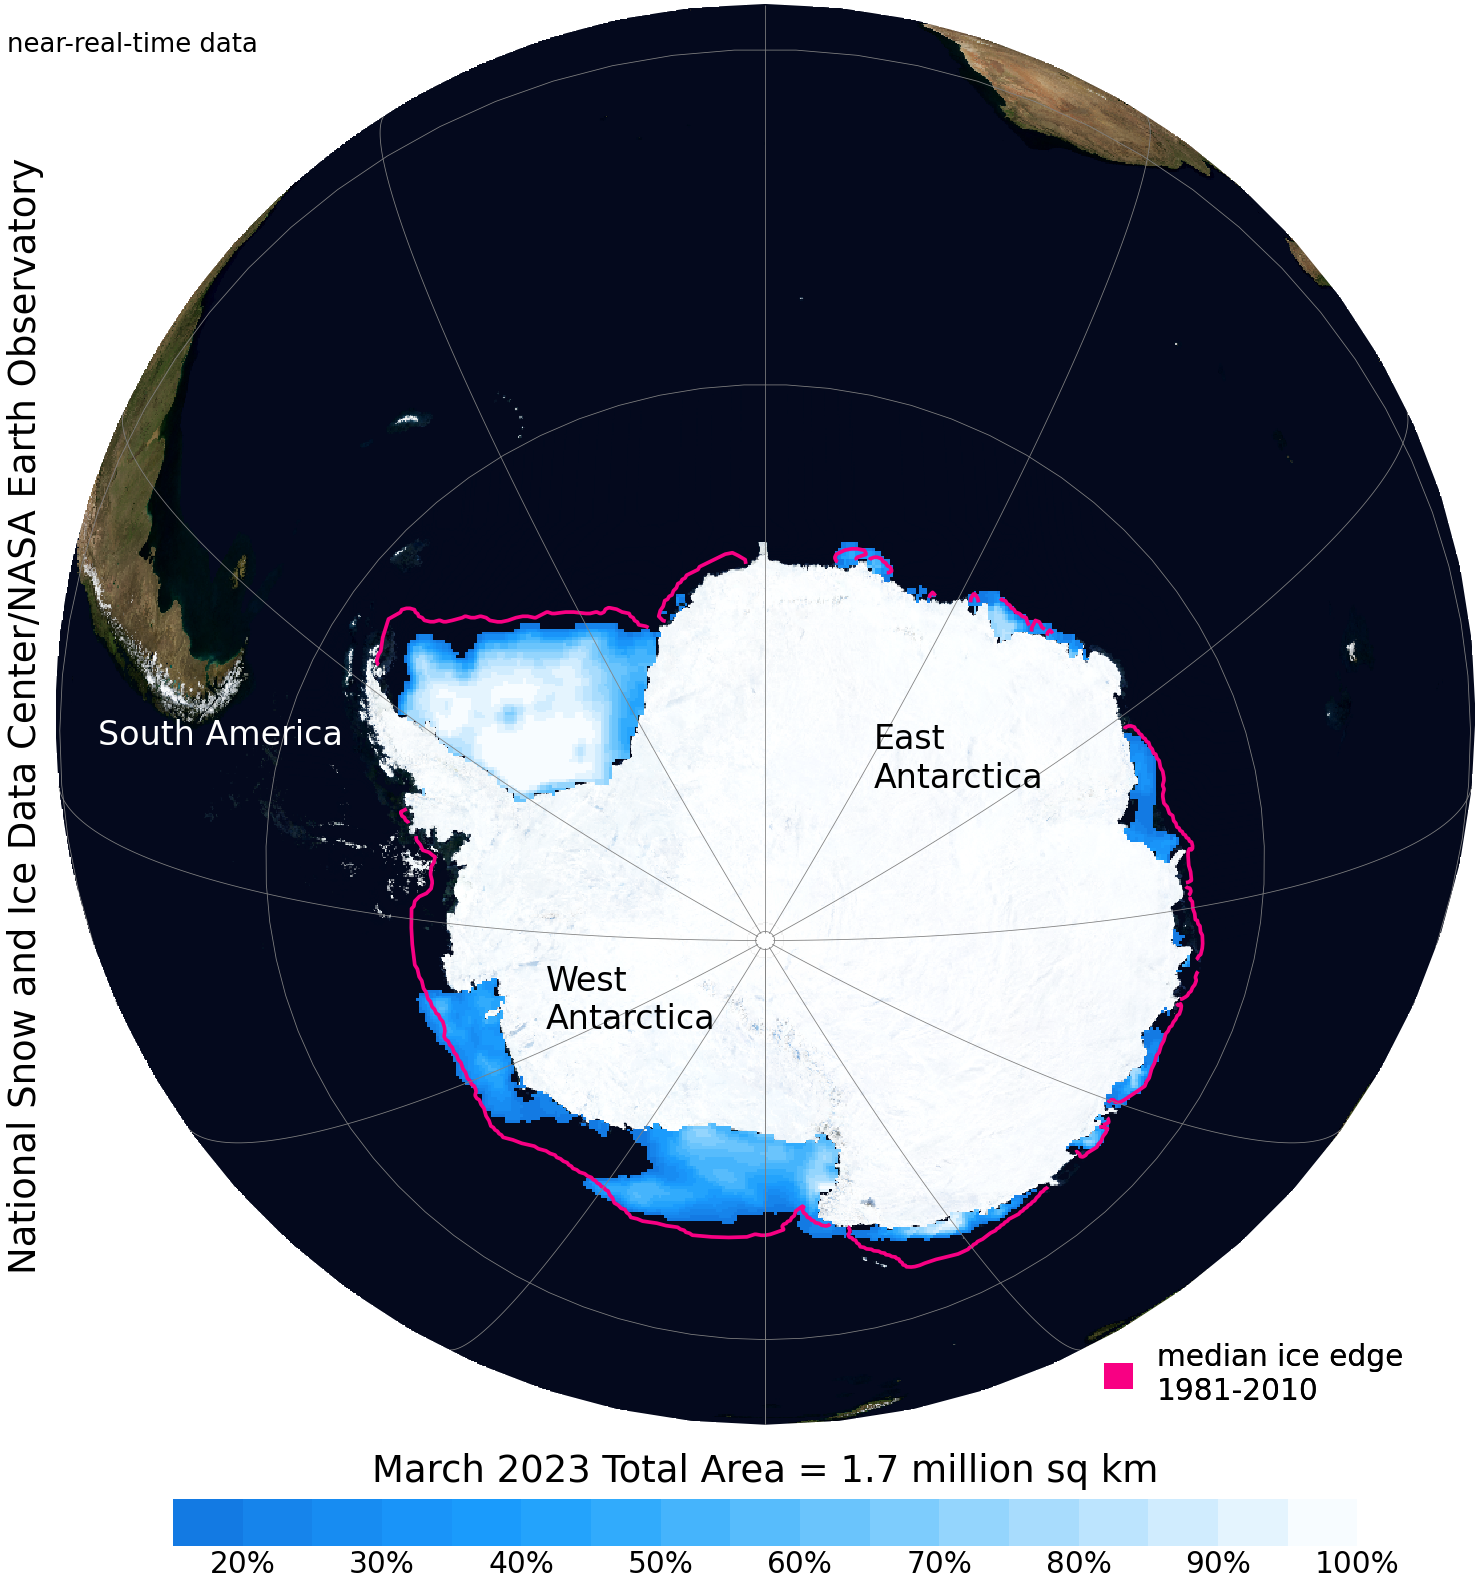 near-real-time data
National Snow and Ice Data Center/NASA Earth Observatory
South America
East
Antarctica
West
Antarctica
median ice edge
1981-2010
March 2023 Total Area = 1.7 million sq km
20% 30% 40% 50% 60% 70% 80% 90% 100%